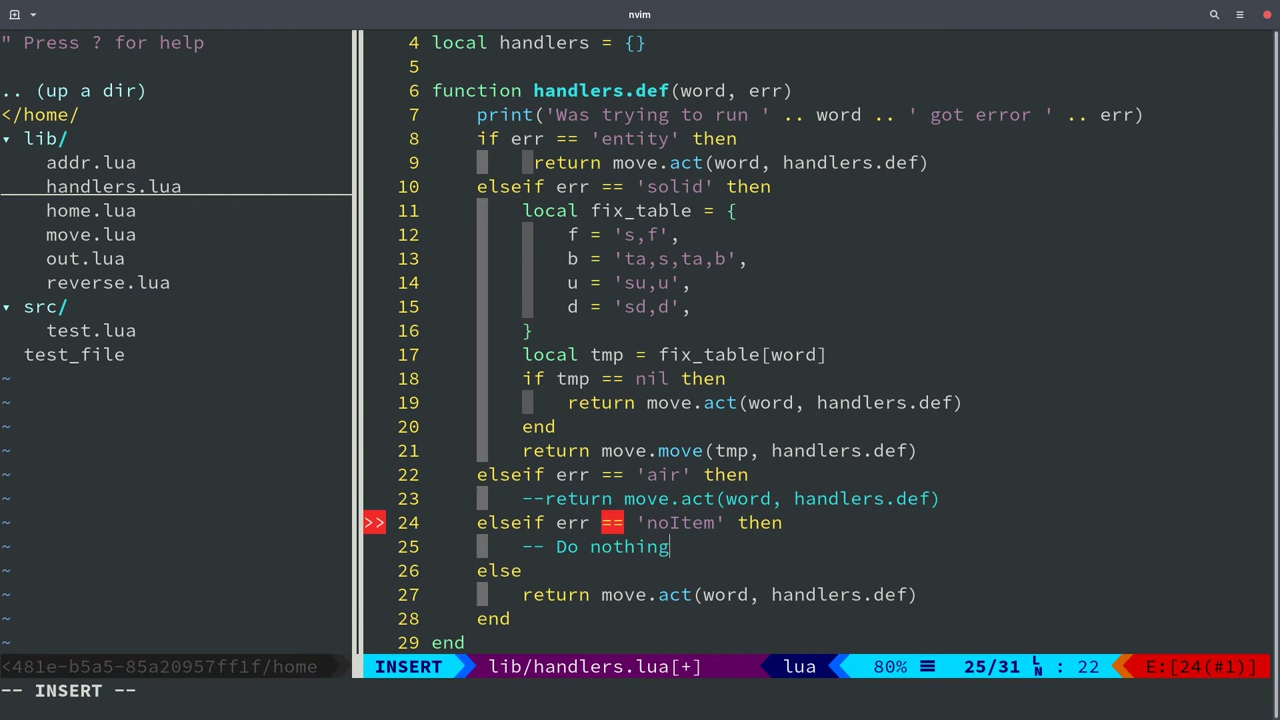 nvim
" Press ? for help
.. (up a dir)
</home/
▾ lib/
addr.lua
handlers.lua
home.lua
move.lua
out.lua
reverse.lua
▾ src/
test.lua
test_file
~
~
~
~
~
~
~
~
~
~
~
~
<481e-b5a5-85a20957ff1f/home
4 local handlers = {}
5
6 function handlers.def(word, err)
7 print('Was trying to run ' .. word .. ' got error ' .. err)
8 if err == 'entity' then
9 return move.act(word, handlers.def)
10 elseif err == 'solid' then
11 local fix_table = {
12 f = 's,f',
13 b = 'ta,s,ta,b',
14 u = 'su,u',
15 d = 'sd,d',
16 }
17 local tmp = fix_table[word]
18 if tmp == nil then
19 return move.act(word, handlers.def)
20 end
21 return move.move(tmp, handlers.def)
22 elseif err == 'air' then
23 --return move.act(word, handlers.def)
>> 24 elseif err == 'noItem' then
25 -- Do nothing
26 else
27 return move.act(word, handlers.def)
28 end
29 end
INSERT lib/handlers.lua[+] lua 80% ☰ 25/31 LN : 22 E:[24(#1)]
-- INSERT --